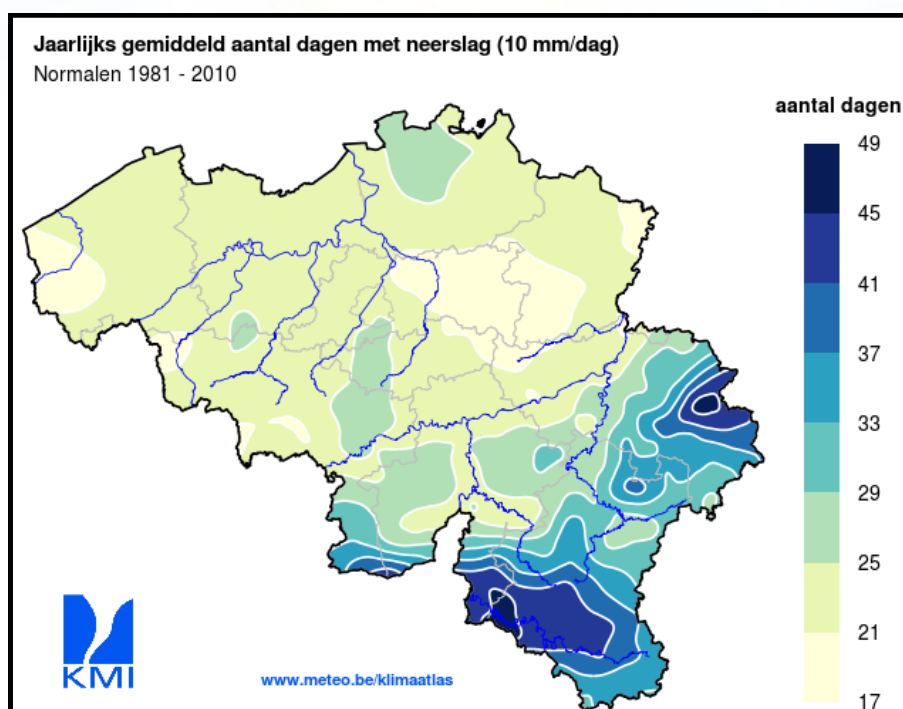 Jaarlijks gemiddeld aantal dagen met neerslag (10 mm/dag)
Normalen 1981 - 2010
aantal dagen
49
45
41
37
33
29
25
21
17
KMI
www.meteo.be/klimaatlas